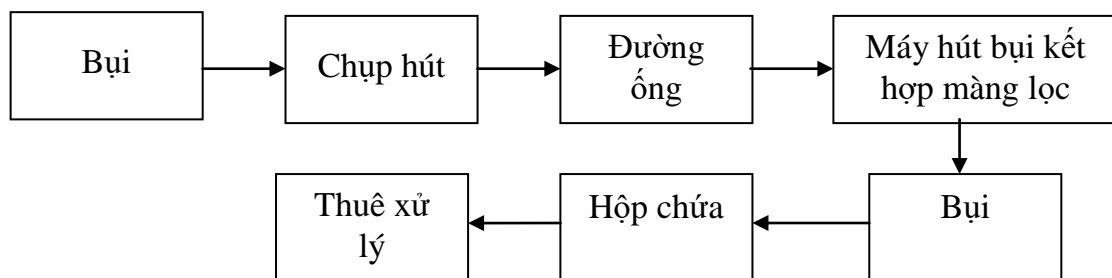 Bụi
Chụp hút
Đường
ống
Máy hút bụi kết
hợp màng lọc
Bụi
Hộp chứa
Thuê xử
lý